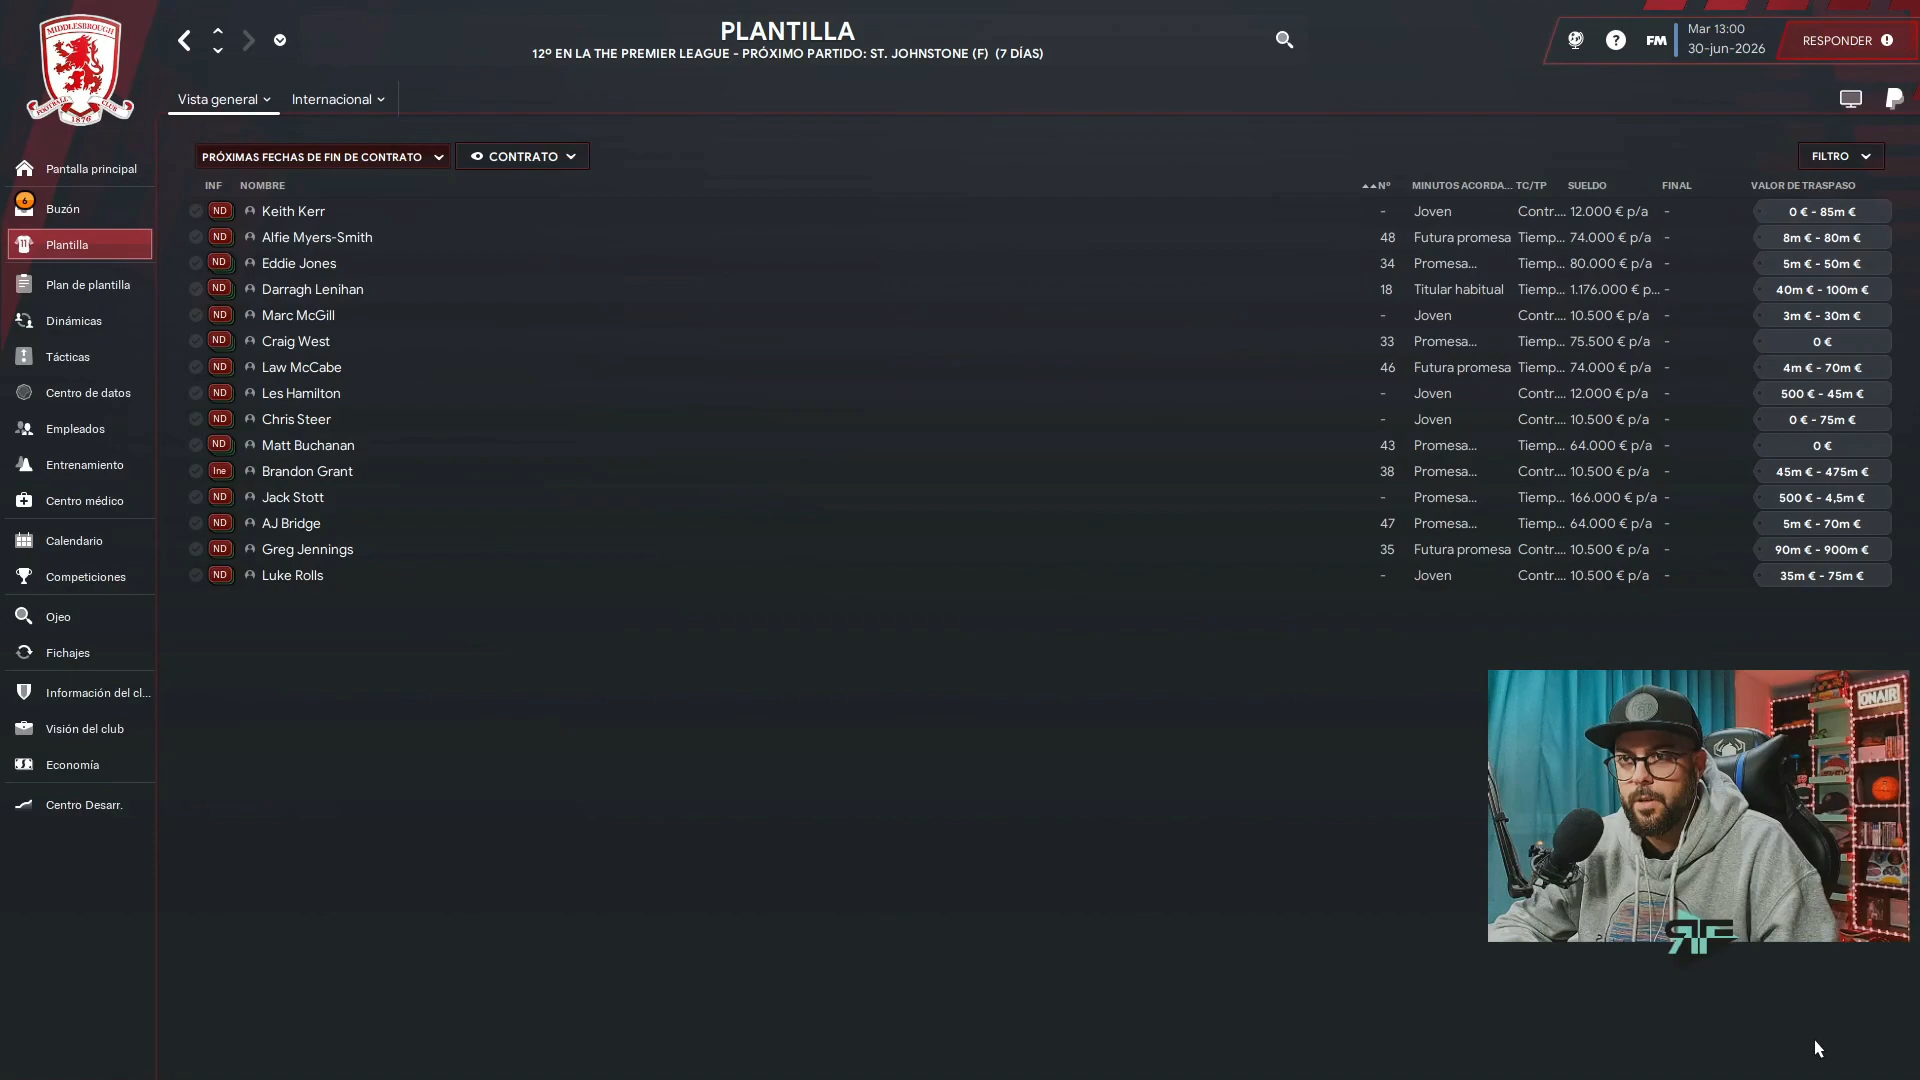 MIDDLESBROUGH
FOOTBALL CLUB
1876
PLANTILLA
12º EN LA THE PREMIER LEAGUE - PRÓXIMO PARTIDO: ST. JOHNSTONE (F) (7 DÍAS)
FM
Mar 13:00
30-jun-2026
RESPONDER
Vista general
Internacional
PRÓXIMAS FECHAS DE FIN DE CONTRATO
CONTRATO
FILTRO
Pantalla principal
6
Buzón
11
Plantilla
Plan de plantilla
Dinámicas
Tácticas
Centro de datos
Empleados
Entrenamiento
Centro médico
Calendario
Competiciones
Ojeo
Fichajes
Información del cl...
Visión del club
Economía
Centro Desarr.
INF NOMBRE Nº MINUTOS ACORDA... TC/TP SUELDO FINAL VALOR DE TRASPASO
ND Keith Kerr - Joven Contr.... 12.000 € p/a - 0 € - 85m €
ND Alfie Myers-Smith 48 Futura promesa Tiemp... 74.000 € p/a - 8m € - 80m €
ND Eddie Jones 34 Promesa... Tiemp... 80.000 € p/a - 5m € - 50m €
ND Darragh Lenihan 18 Titular habitual Tiemp... 1.176.000 € p... - 40m € - 100m €
ND Marc McGill - Joven Contr.... 10.500 € p/a - 3m € - 30m €
ND Craig West 33 Promesa... Tiemp... 75.500 € p/a - 0 €
ND Law McCabe 46 Futura promesa Tiemp... 74.000 € p/a - 4m € - 70m €
ND Les Hamilton - Joven Contr.... 12.000 € p/a - 500 € - 45m €
ND Chris Steer - Joven Contr.... 10.500 € p/a - 0 € - 75m €
ND Matt Buchanan 43 Promesa... Tiemp... 64.000 € p/a - 0 €
Ine Brandon Grant 38 Promesa... Contr.... 10.500 € p/a - 45m € - 475m €
ND Jack Stott - Promesa... Tiemp... 166.000 € p/a - 500 € - 4,5m €
ND AJ Bridge 47 Promesa... Tiemp... 64.000 € p/a - 5m € - 70m €
ND Greg Jennings 35 Futura promesa Contr.... 10.500 € p/a - 90m € - 900m €
ND Luke Rolls - Joven Contr.... 10.500 € p/a - 35m € - 75m €
ON AIR